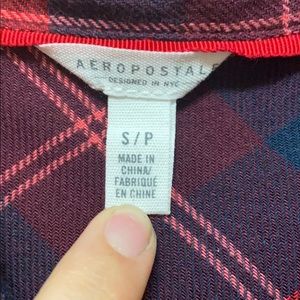 AEROPOSTALE
DESIGNED IN NYC
S/P
MADE IN
CHINA/
FABRIQUÉ
EN CHINE